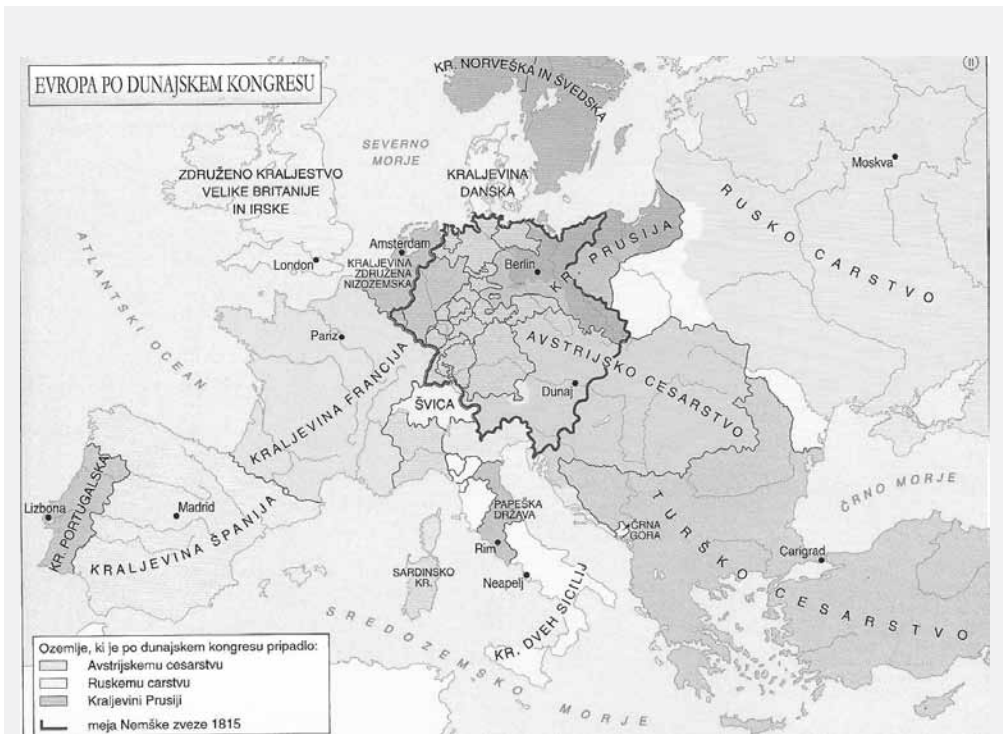 EVROPA PO DUNAJSKEM KONGRESU
11
KR. NORVEŠKA IN ŠVEDSKA
SEVERNO
MORJE
Moskva
ZDRUŽENO KRALJESTVO
VELIKE BRITANIJE
IN IRSKE
KRALJEVINA
DANSKA
RUSKO CARSTVO
ATLANTSKI OCEAN
Amsterdam
KR. PRUSIJA
London
KRALJEVINA
ZDRUŽENA
NIZOZEMSKA
Berlin
Pariz
AVSTRIJSKO CESARSTVO
Dunaj
KRALJEVINA FRANCIJA
ŠVICA
ČRNO MORJE
KR. PORTUGALSKA
Lizbona
Madrid
PAPEŠKA
DRŽAVA
ČRNA
GORA
TURŠKO CESARSTVO
Carigrad
KRALJEVINA ŠPANIJA
Rim
SARDINSKO
KR.
Neapelj
KR. DVEH SICILIJ
SREDOZEMSKO MORJE
Ozemlje, ki je po dunajskem kongresu pripadlo:
Avstrijskemu cesarstvu
Ruskemu carstvu
Kraljevini Prusiji
meja Nemške zveze 1815